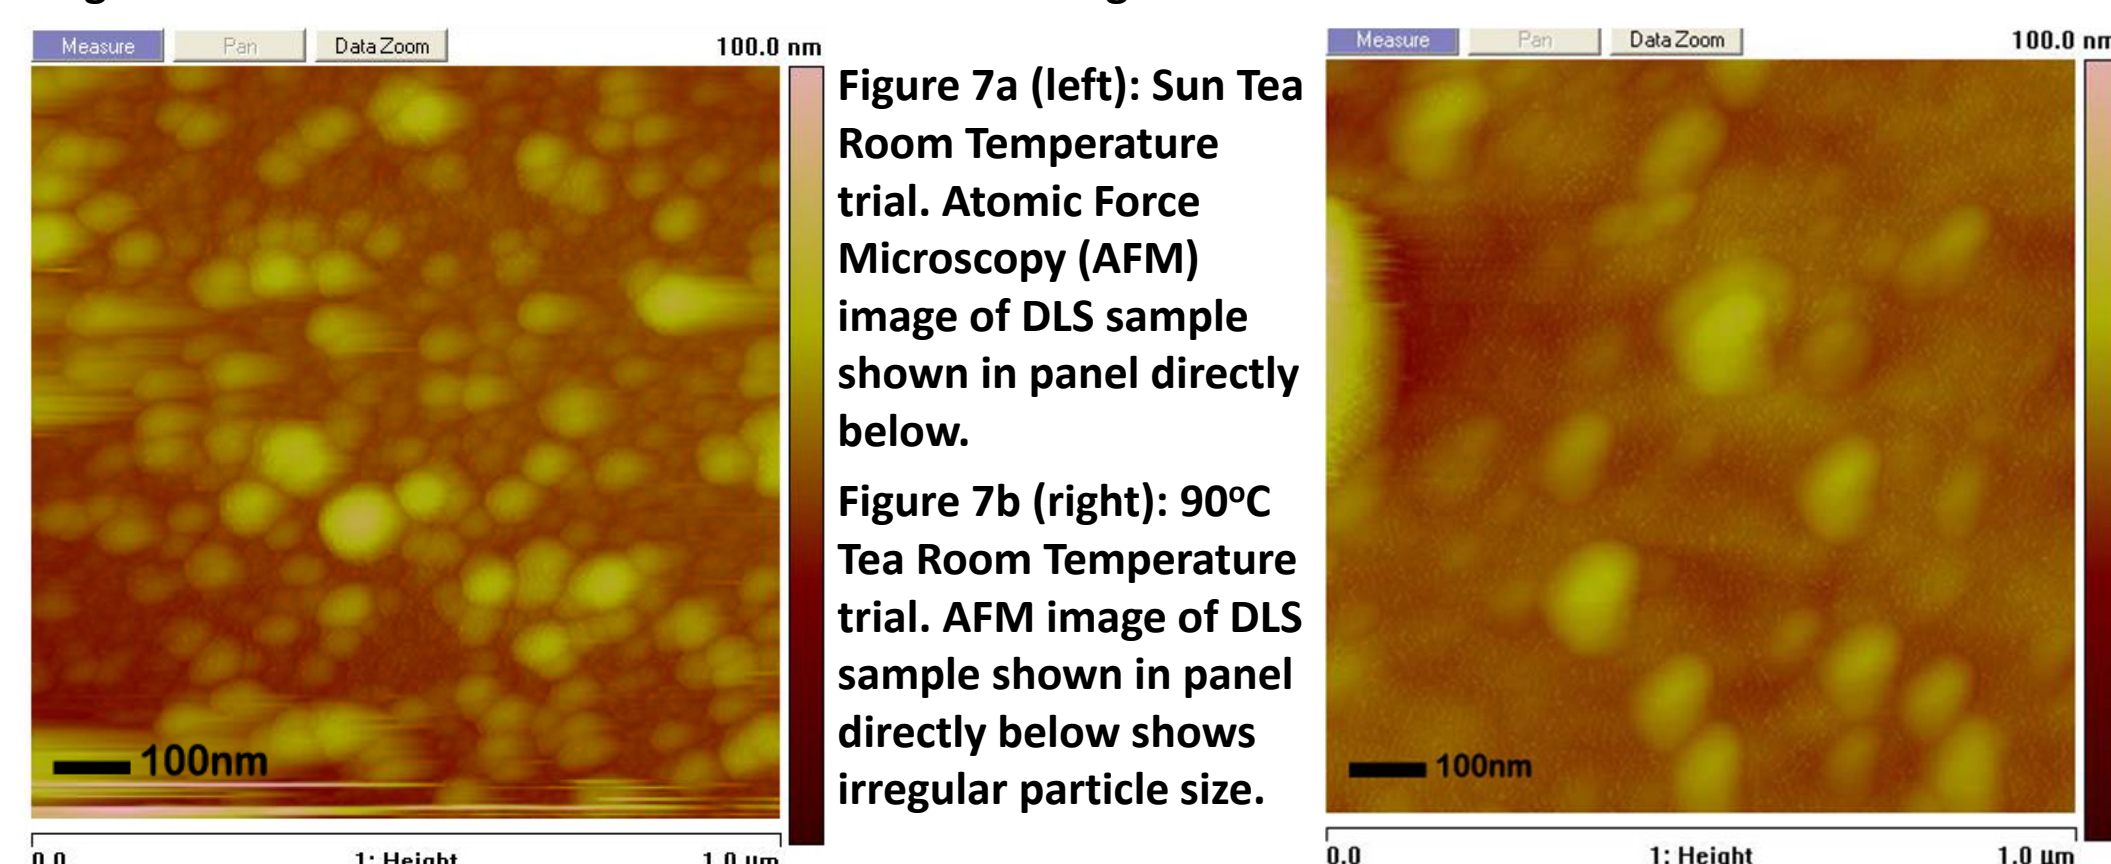 Measure Pan Data Zoom 100.0 nm
100nm
0.0 1: Height 1.0 µm
Figure 7a (left): Sun Tea
Room Temperature
trial. Atomic Force
Microscopy (AFM)
image of DLS sample
shown in panel directly
below.
Figure 7b (right): 90ºC
Tea Room Temperature
trial. AFM image of DLS
sample shown in panel
directly below shows
irregular particle size.
Measure Pan Data Zoom 100.0 nm
100nm
0.0 1: Height 1.0 µm